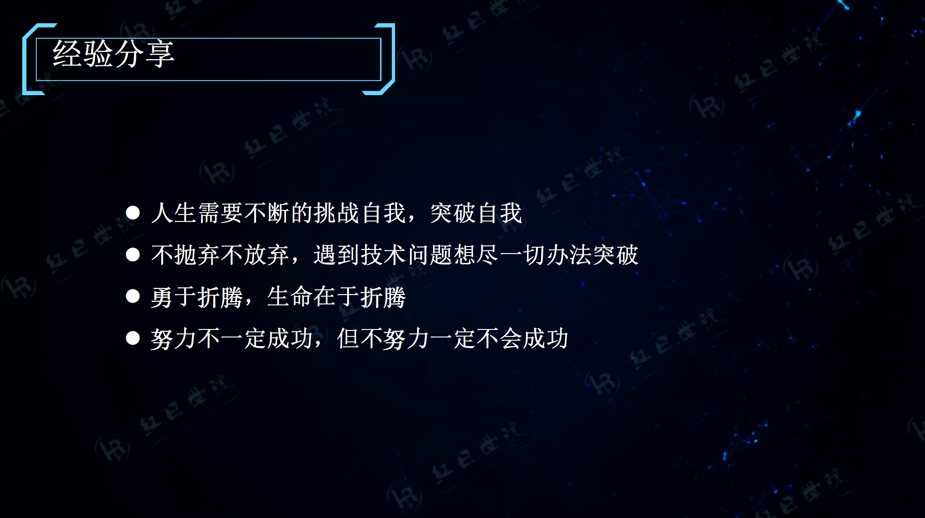 经验分享
人生需要不断的挑战自我，突破自我
不抛弃不放弃，遇到技术问题想尽一切办法突破
勇于折腾，生命在于折腾
努力不一定成功，但不努力一定不会成功